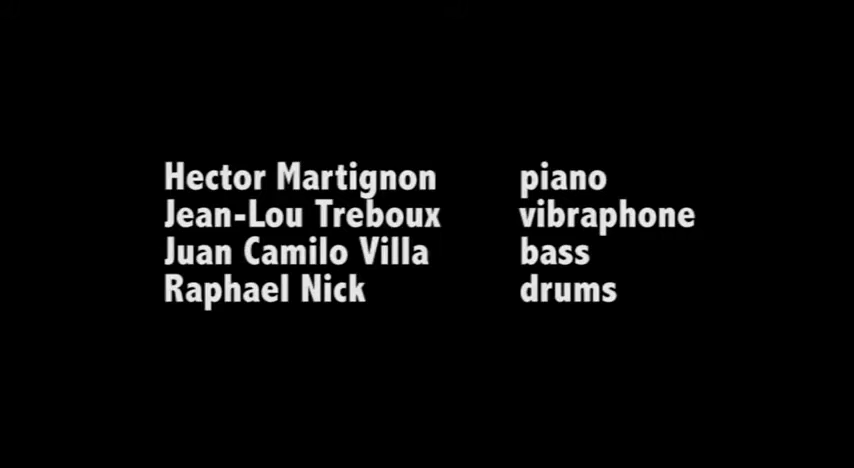 Hector Martignon piano
Jean-Lou Treboux vibraphone
Juan Camilo Villa bass
Raphael Nick drums